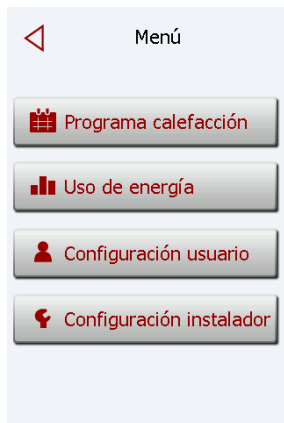 Menú
Programa calefacción
Uso de energía
Configuración usuario
Configuración instalador